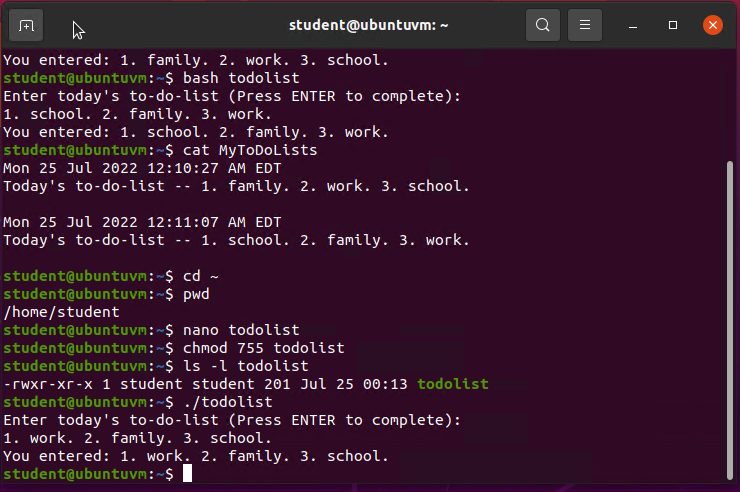 student@ubuntuvm: ~
You entered: 1. family. 2. work. 3. school.
student@ubuntuvm:~$ bash todolist
Enter today's to-do-list (Press ENTER to complete):
1. school. 2. family. 3. work.
You entered: 1. school. 2. family. 3. work.
student@ubuntuvm:~$ cat MyToDoLists
Mon 25 Jul 2022 12:10:27 AM EDT
Today's to-do-list -- 1. family. 2. work. 3. school.
Mon 25 Jul 2022 12:11:07 AM EDT
Today's to-do-list -- 1. school. 2. family. 3. work.
student@ubuntuvm:~$ cd ~
student@ubuntuvm:~$ pwd
/home/student
student@ubuntuvm:~$ nano todolist
student@ubuntuvm:~$ chmod 755 todolist
student@ubuntuvm:~$ ls -l todolist
-rwxr-xr-x 1 student student 201 Jul 25 00:13 todolist
student@ubuntuvm:~$ ./todolist
Enter today's to-do-list (Press ENTER to complete):
1. work. 2. family. 3. school.
You entered: 1. work. 2. family. 3. school.
student@ubuntuvm:~$